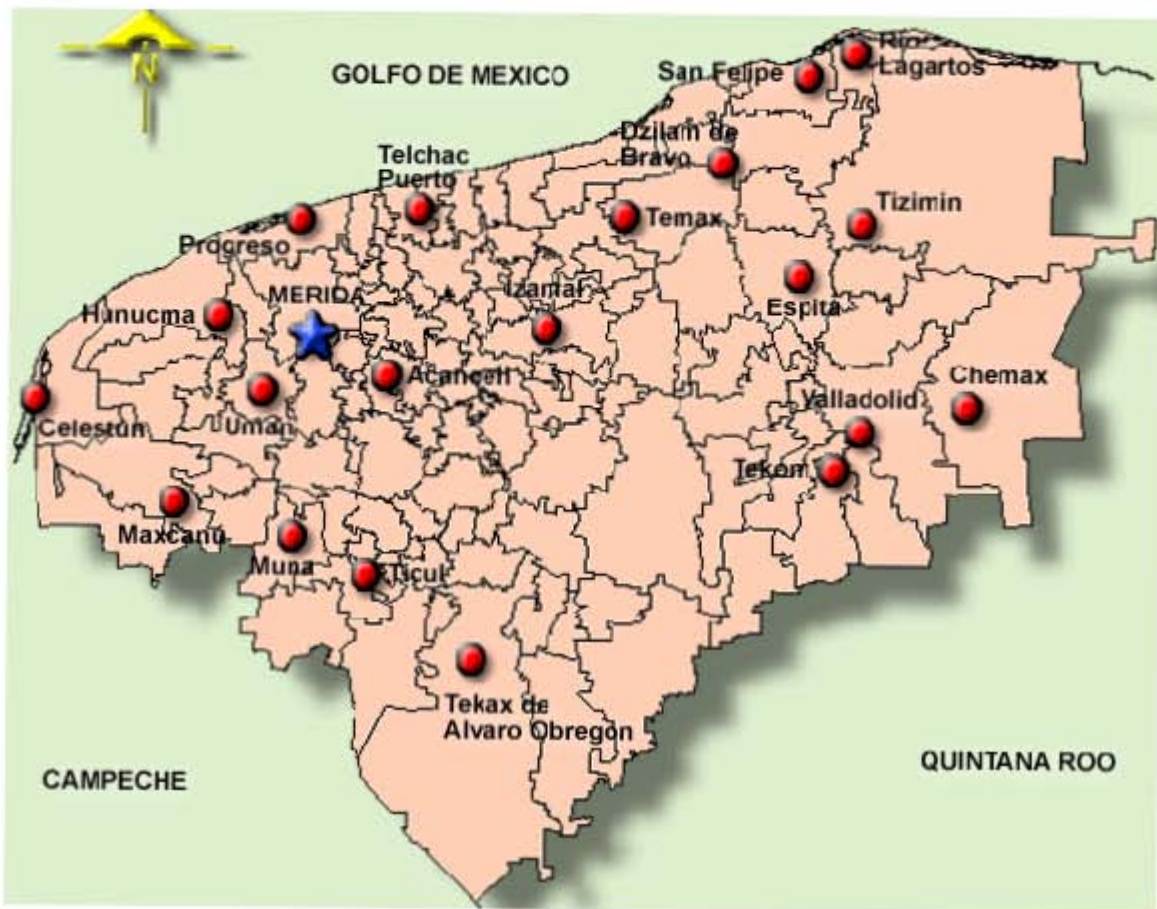 N
GOLFO DE MEXICO
San Felipe
Rio
Lagartos
Dzilam de
Bravo
Telchac
Puerto
Temax
Tizimin
Progreso
MERIDA
Izamal
Espita
Hunucma
Acanceh
Chemax
Valladolid
Celestun
Uman
Tekom
Maxcanu
Muna
Ticul
Tekax de
Alvaro Obregon
CAMPECHE
QUINTANA ROO